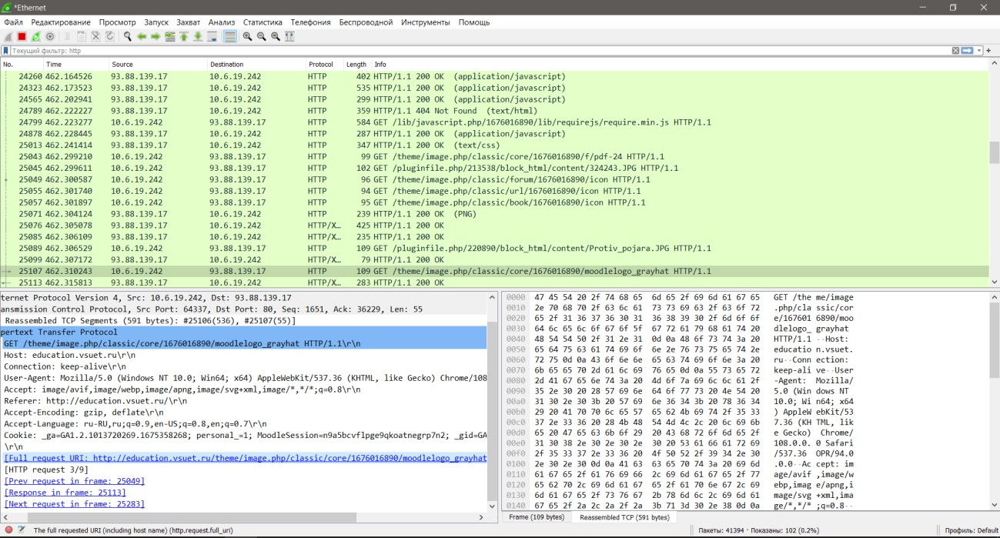 *Ethernet
Файл Редактирование Просмотр Запуск Захват Анализ Статистика Телефония Беспроводной Инструменты Помощь
Текущий фильтр: http
No. Time Source Destination Protocol Length Info
24260 462.164526 93.88.139.17 10.6.19.242 HTTP 402 HTTP/1.1 200 OK (application/javascript)
24323 462.173523 93.88.139.17 10.6.19.242 HTTP 535 HTTP/1.1 200 OK (application/javascript)
24565 462.202941 93.88.139.17 10.6.19.242 HTTP 299 HTTP/1.1 200 OK (application/javascript)
24789 462.222227 93.88.139.17 10.6.19.242 HTTP 359 HTTP/1.1 404 Not Found (text/html)
24799 462.223277 10.6.19.242 93.88.139.17 HTTP 584 GET /lib/javascript.php/1676016890/lib/requirejs/require.min.js HTTP/1.1
24878 462.228445 93.88.139.17 10.6.19.242 HTTP 287 HTTP/1.1 200 OK (application/javascript)
25013 462.241414 93.88.139.17 10.6.19.242 HTTP 347 HTTP/1.1 200 OK (text/css)
25043 462.299210 10.6.19.242 93.88.139.17 HTTP 99 GET /theme/image.php/classic/core/1676016890/f/pdf-24 HTTP/1.1
25045 462.299611 10.6.19.242 93.88.139.17 HTTP 102 GET /pluginfile.php/213538/block_html/content/324243.JPG HTTP/1.1
25049 462.300587 10.6.19.242 93.88.139.17 HTTP 96 GET /theme/image.php/classic/forum/1676016890/icon HTTP/1.1
25055 462.301740 10.6.19.242 93.88.139.17 HTTP 94 GET /theme/image.php/classic/url/1676016890/icon HTTP/1.1
25057 462.301897 10.6.19.242 93.88.139.17 HTTP 95 GET /theme/image.php/classic/book/1676016890/icon HTTP/1.1
25071 462.304124 93.88.139.17 10.6.19.242 HTTP 239 HTTP/1.1 200 OK (PNG)
25076 462.305078 93.88.139.17 10.6.19.242 HTTP/X… 425 HTTP/1.1 200 OK
25085 462.306109 93.88.139.17 10.6.19.242 HTTP/X… 235 HTTP/1.1 200 OK
25089 462.306529 10.6.19.242 93.88.139.17 HTTP 109 GET /pluginfile.php/220890/block_html/content/Protiv_pojara.JPG HTTP/1.1
25099 462.307172 93.88.139.17 10.6.19.242 HTTP/X… 79 HTTP/1.1 200 OK
25107 462.310243 10.6.19.242 93.88.139.17 HTTP 109 GET /theme/image.php/classic/core/1676016890/moodlelogo_grayhat HTTP/1.1
25113 462.315813 93.88.139.17 10.6.19.242 HTTP/X… 283 HTTP/1.1 200 OK
ternet Protocol Version 4, Src: 10.6.19.242, Dst: 93.88.139.17
ansmission Control Protocol, Src Port: 64337, Dst Port: 80, Seq: 1651, Ack: 36229, Len: 55
Reassembled TCP Segments (591 bytes): #25106(536), #25107(55)]
pertext Transfer Protocol
GET /theme/image.php/classic/core/1676016890/moodlelogo_grayhat HTTP/1.1\r\n
Host: education.vsuet.ru\r\n
Connection: keep-alive\r\n
User-Agent: Mozilla/5.0 (Windows NT 10.0; Win64; x64) AppleWebKit/537.36 (KHTML, like Gecko) Chrome/108
Accept: image/avif,image/webp,image/apng,image/svg+xml,image/*,*/*;q=0.8\r\n
Referer: http://education.vsuet.ru/\r\n
Accept-Encoding: gzip, deflate\r\n
Accept-Language: ru-RU,ru;q=0.9,en-US;q=0.8,en;q=0.7\r\n
Cookie: _ga=GA1.2.1013720269.1675358268; personal_=1; MoodleSession=n9a5bcvflpge9qkoatnegrp7n2; _gid=GA
\r\n
[Full request URI: http://education.vsuet.ru/theme/image.php/classic/core/1676016890/moodlelogo_grayhat
[HTTP request 3/9]
[Prev request in frame: 25049]
[Response in frame: 25113]
[Next request in frame: 25283]
0000 47 45 54 20 2f 74 68 65 6d 65 2f 69 6d 61 67 65 GET /the me/image
0010 2e 70 68 70 2f 63 6c 61 73 73 69 63 2f 63 6f 72 .php/cla ssic/cor
0020 65 2f 31 36 37 36 30 31 36 38 39 30 2f 6d 6f 6f e/167601 6890/moo
0030 64 6c 65 6c 6f 67 6f 5f 67 72 61 79 68 61 74 20 dlelogo_ grayhat
0040 48 54 54 50 2f 31 2e 31 0d 0a 48 6f 73 74 3a 20 HTTP/1.1 ··Host:
0050 65 64 75 63 61 74 69 6f 6e 2e 76 73 75 65 74 2e educatio n.vsuet.
0060 72 75 0d 0a 43 6f 6e 6e 65 63 74 69 6f 6e 3a 20 ru··Conn ection:
0070 6b 65 65 70 2d 61 6c 69 76 65 0d 0a 55 73 65 72 keep-ali ve··User
0080 2d 41 67 65 6e 74 3a 20 4d 6f 7a 69 6c 6c 61 2f -Agent: Mozilla/
0090 35 2e 30 20 28 57 69 6e 64 6f 77 73 20 4e 54 20 5.0 (Win dows NT
00a0 31 30 2e 30 3b 20 57 69 6e 36 34 3b 20 78 36 34 10.0; Wi n64; x64
00b0 29 20 41 70 70 6c 65 57 65 62 4b 69 74 2f 35 33 ) AppleW ebKit/53
00c0 37 2e 33 36 20 28 4b 48 54 4d 4c 2c 20 6c 69 6b 7.36 (KH TML, lik
00d0 65 20 47 65 63 6b 6f 29 20 43 68 72 6f 6d 65 2f e Gecko) Chrome/
00e0 31 30 38 2e 30 2e 30 2e 30 20 53 61 66 61 72 69 108.0.0. 0 Safari
00f0 2f 35 33 37 2e 33 36 20 4f 50 52 2f 39 34 2e 30 /537.36 OPR/94.0
0100 2e 30 2e 30 0d 0a 41 63 63 65 70 74 3a 20 69 6d .0.0··Ac cept: im
0110 61 67 65 2f 61 76 69 66 2c 69 6d 61 67 65 2f 77 age/avif ,image/w
0120 65 62 70 2c 69 6d 61 67 65 2f 61 70 6e 67 2c 69 ebp,imag e/apng,i
0130 6d 61 67 65 2f 73 76 67 2b 78 6d 6c 2c 69 6d 61 mage/svg +xml,ima
0140 67 65 2f 2a 2c 2a 2f 2a 3b 71 3d 30 2e 38 0d 0a ge/*,*/* ;q=0.8··
Frame (109 bytes) Reassembled TCP (591 bytes)
The full requested URI (including host name) (http.request.full_uri) Пакеты: 41394 · Показаны: 102 (0.2%) Профиль: Default